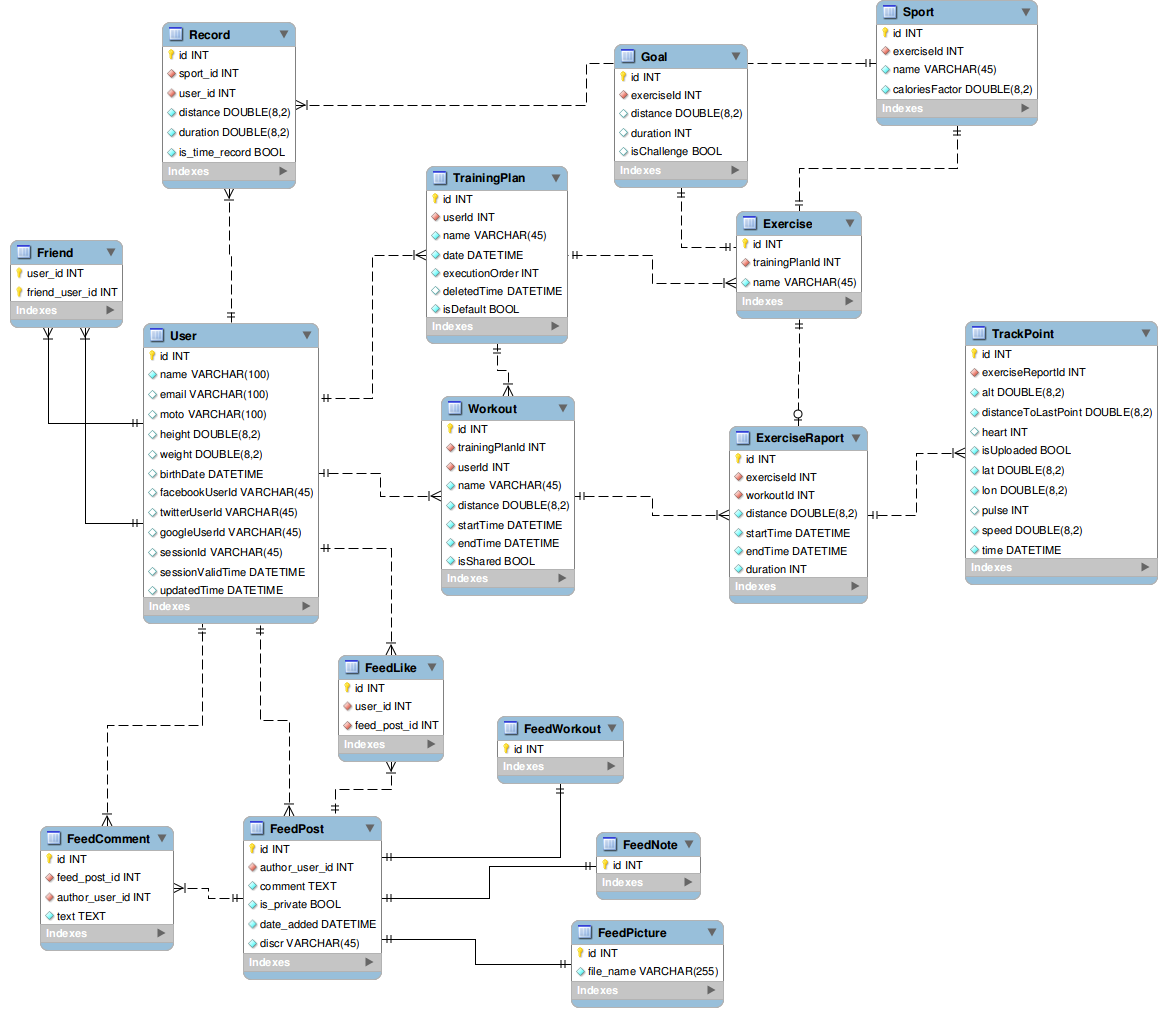 Record
id INT
sport_id INT
user_id INT
distance DOUBLE(8,2)
duration DOUBLE(8,2)
is_time_record BOOL
Indexes
Goal
id INT
exerciseId INT
distance DOUBLE(8,2)
duration INT
isChallenge BOOL
Indexes
Sport
id INT
exerciseId INT
name VARCHAR(45)
caloriesFactor DOUBLE(8,2)
Indexes
TrainingPlan
id INT
userId INT
name VARCHAR(45)
date DATETIME
executionOrder INT
deletedTime DATETIME
isDefault BOOL
Indexes
Exercise
id INT
trainingPlanId INT
name VARCHAR(45)
Indexes
Friend
user_id INT
friend_user_id INT
Indexes
User
id INT
name VARCHAR(100)
email VARCHAR(100)
moto VARCHAR(100)
height DOUBLE(8,2)
weight DOUBLE(8,2)
birthDate DATETIME
facebookUserId VARCHAR(45)
twitterUserId VARCHAR(45)
googleUserId VARCHAR(45)
sessionId VARCHAR(45)
sessionValidTime DATETIME
updatedTime DATETIME
Indexes
Workout
id INT
trainingPlanId INT
userId INT
name VARCHAR(45)
distance DOUBLE(8,2)
startTime DATETIME
endTime DATETIME
isShared BOOL
Indexes
ExerciseRaport
id INT
exerciseId INT
workoutId INT
distance DOUBLE(8,2)
startTime DATETIME
endTime DATETIME
duration INT
Indexes
TrackPoint
id INT
exerciseReportId INT
alt DOUBLE(8,2)
distanceToLastPoint DOUBLE(8,2)
heart INT
isUploaded BOOL
lat DOUBLE(8,2)
lon DOUBLE(8,2)
pulse INT
speed DOUBLE(8,2)
time DATETIME
Indexes
FeedLike
id INT
user_id INT
feed_post_id INT
Indexes
FeedWorkout
id INT
Indexes
FeedComment
id INT
feed_post_id INT
author_user_id INT
text TEXT
Indexes
FeedPost
id INT
author_user_id INT
comment TEXT
is_private BOOL
date_added DATETIME
discr VARCHAR(45)
Indexes
FeedNote
id INT
Indexes
FeedPicture
id INT
file_name VARCHAR(255)
Indexes